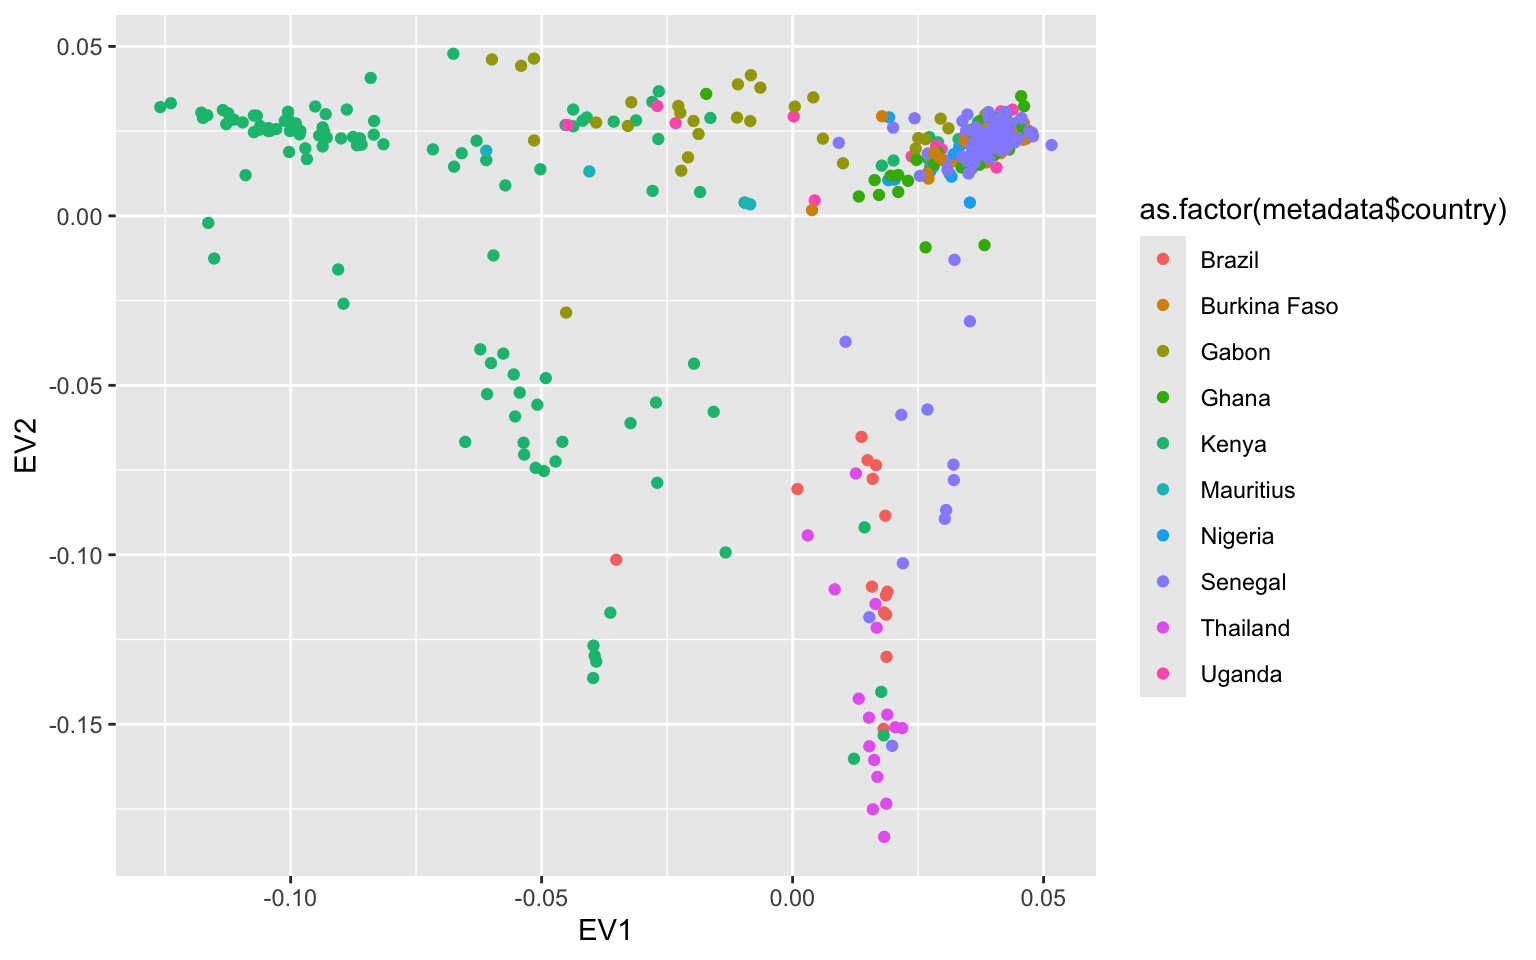 0.05
0.00
-0.05
-0.10
-0.15
EV2
-0.10
-0.05
0.00
0.05
EV1
as.factor(metadata$country)
Brazil
Burkina Faso
Gabon
Ghana
Kenya
Mauritius
Nigeria
Senegal
Thailand
Uganda